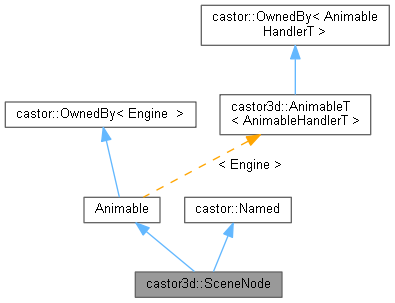 castor::OwnedBy< Animable
HandlerT >
castor::OwnedBy< Engine >
castor3d::AnimableT
< AnimableHandlerT >
< Engine >
Animable
castor::Named
castor3d::SceneNode